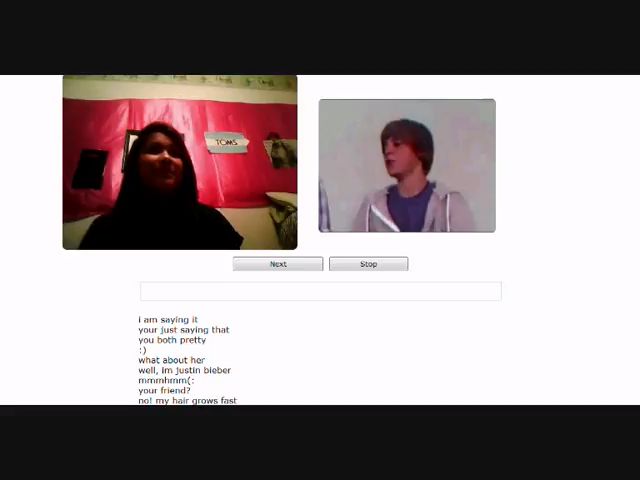 TOMS
Next
Stop
i am saying it
your just saying that
you both pretty
:)
what about her
well, im justin bieber
mmmhmm(:
your friend?
no! my hair grows fast